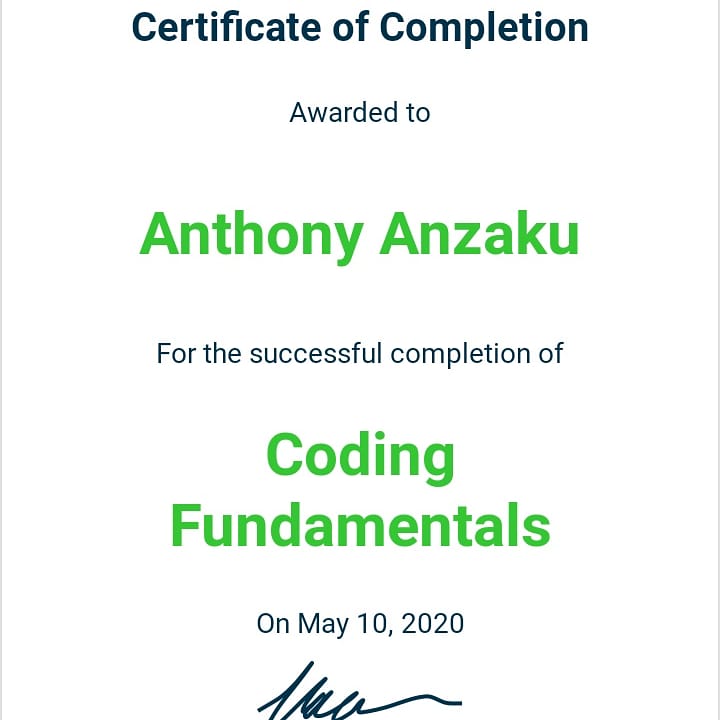 Certificate of Completion
Awarded to
Anthony Anzaku
For the successful completion of
Coding
Fundamentals
On May 10, 2020